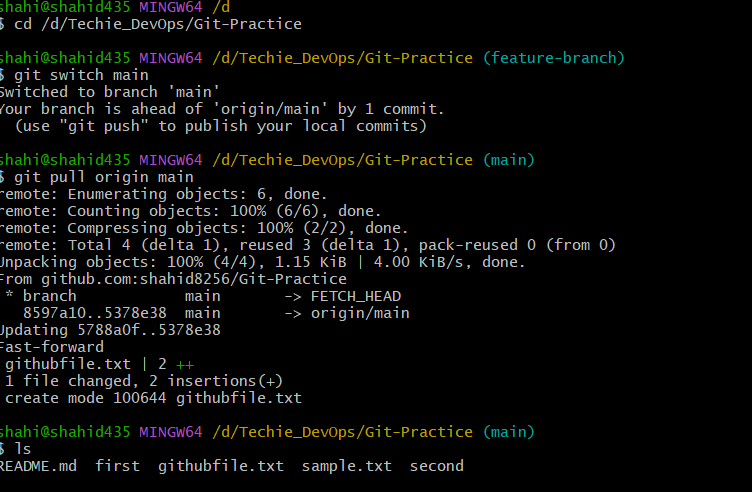 shahi@shahid435 MINGW64 /d
$ cd /d/Techie_DevOps/Git-Practice
shahi@shahid435 MINGW64 /d/Techie_DevOps/Git-Practice (feature-branch)
$ git switch main
Switched to branch 'main'
Your branch is ahead of 'origin/main' by 1 commit.
  (use "git push" to publish your local commits)
shahi@shahid435 MINGW64 /d/Techie_DevOps/Git-Practice (main)
$ git pull origin main
remote: Enumerating objects: 6, done.
remote: Counting objects: 100% (6/6), done.
remote: Compressing objects: 100% (2/2), done.
remote: Total 4 (delta 1), reused 3 (delta 1), pack-reused 0 (from 0)
Unpacking objects: 100% (4/4), 1.15 KiB | 4.00 KiB/s, done.
From github.com:shahid8256/Git-Practice
 * branch            main       -> FETCH_HEAD
   8597a10..5378e38  main       -> origin/main
Updating 5788a0f..5378e38
Fast-forward
 githubfile.txt | 2 ++
 1 file changed, 2 insertions(+)
 create mode 100644 githubfile.txt
shahi@shahid435 MINGW64 /d/Techie_DevOps/Git-Practice (main)
$ ls
README.md  first  githubfile.txt  sample.txt  second